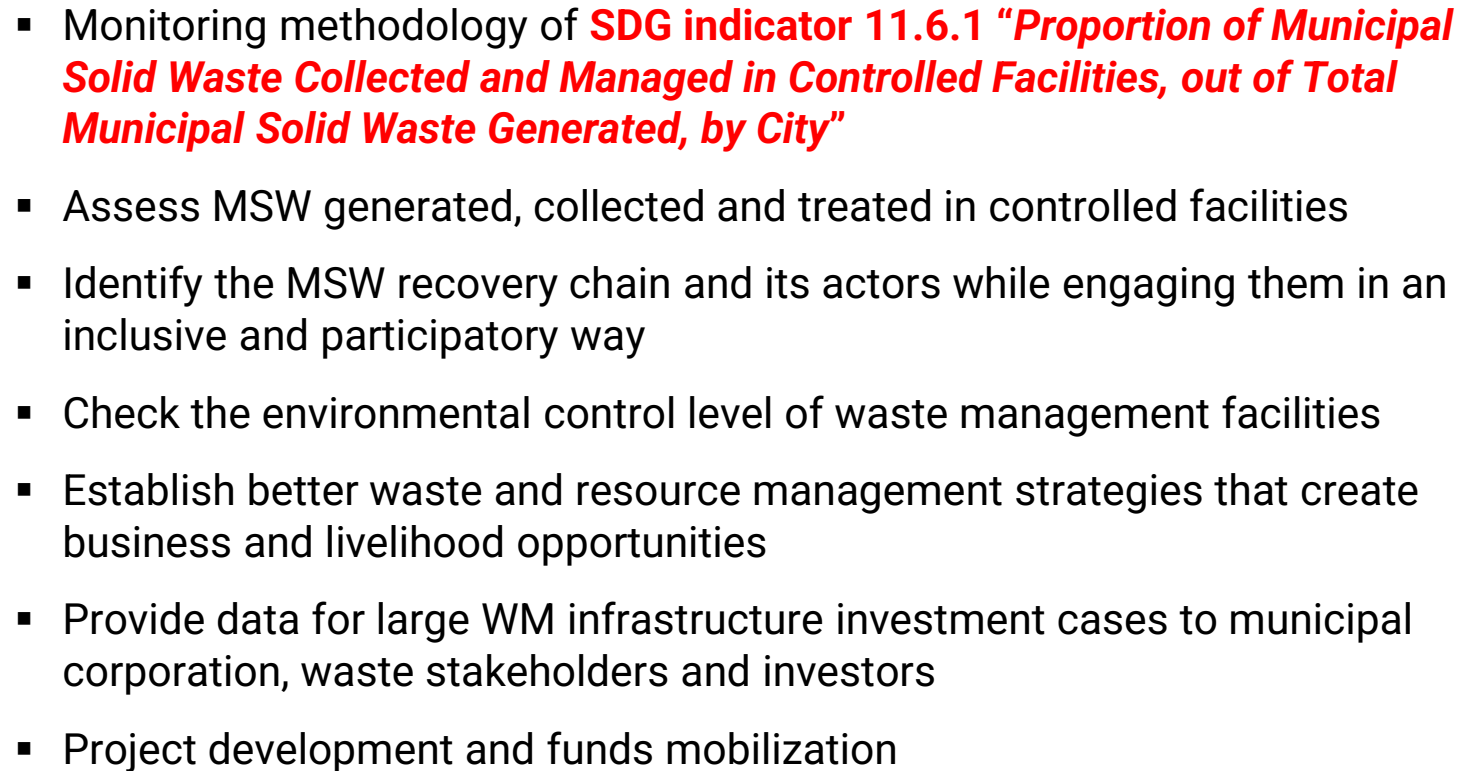 ▪ Monitoring methodology of SDG indicator 11.6.1 “Proportion of Municipal
Solid Waste Collected and Managed in Controlled Facilities, out of Total
Municipal Solid Waste Generated, by City”
▪ Assess MSW generated, collected and treated in controlled facilities
▪ Identify the MSW recovery chain and its actors while engaging them in an
inclusive and participatory way
▪ Check the environmental control level of waste management facilities
▪ Establish better waste and resource management strategies that create
business and livelihood opportunities
▪ Provide data for large WM infrastructure investment cases to municipal
corporation, waste stakeholders and investors
▪ Project development and funds mobilization